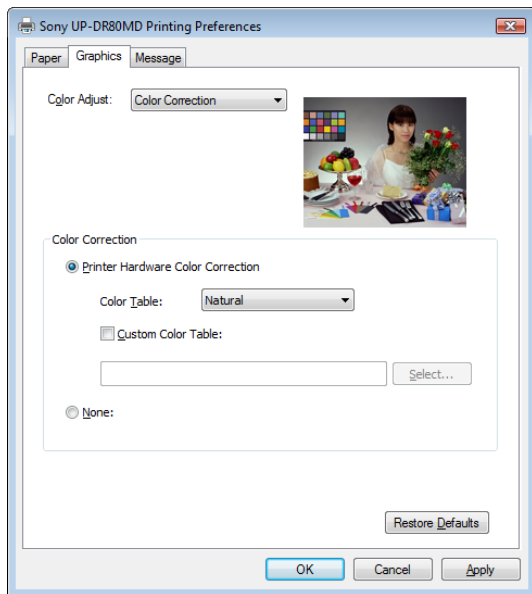 Sony UP-DR80MD Printing Preferences
Paper Graphics Message
Color Adjust: Color Correction
Color Correction
Printer Hardware Color Correction
Color Table: Natural
Custom Color Table:
Select...
None:
Restore Defaults
OK Cancel Apply